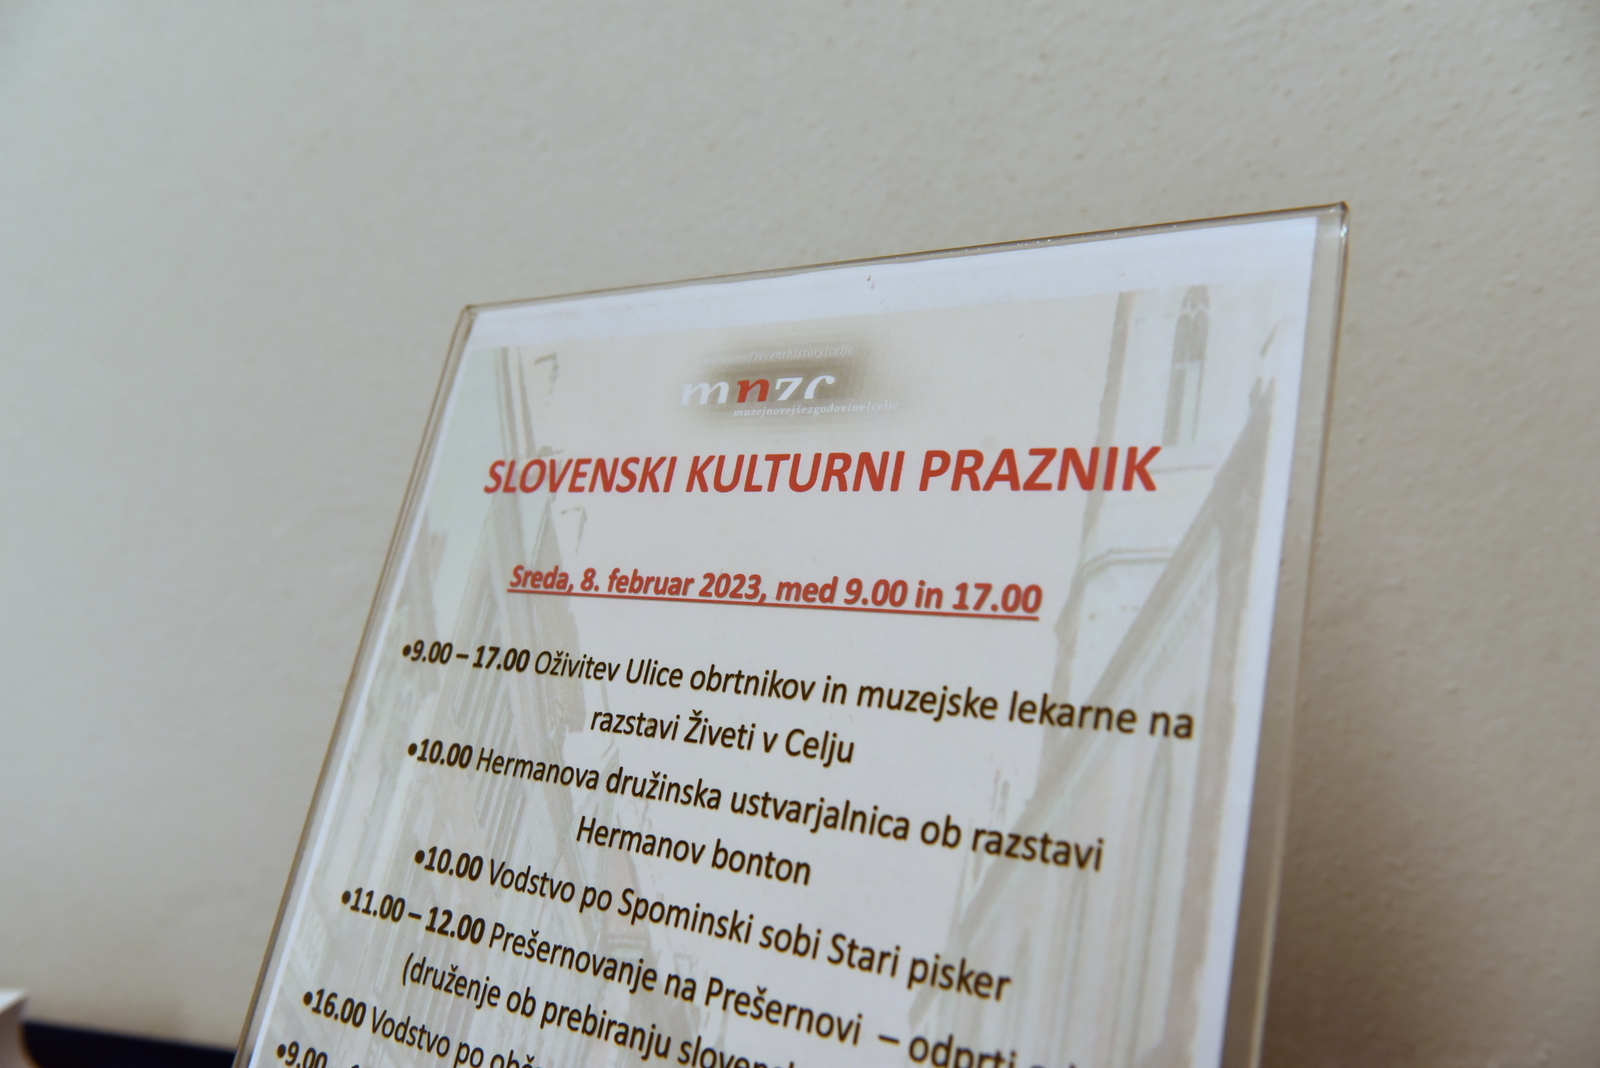 mnzc
muzejnovejšezgodovine|celje
SLOVENSKI KULTURNI PRAZNIK
Sreda, 8. februar 2023, med 9.00 in 17.00
•9.00 – 17.00 Oživitev Ulice obrtnikov in muzejske lekarne na
razstavi Živeti v Celju
•10.00 Hermanova družinska ustvarjalnica ob razstavi
Hermanov bonton
•10.00 Vodstvo po Spominski sobi Stari pisker
•11.00 – 12.00 Prešernovanje na Prešernovi – odprti
(druženje ob prebiranju
•16.00 Vodstvo po
•9.00